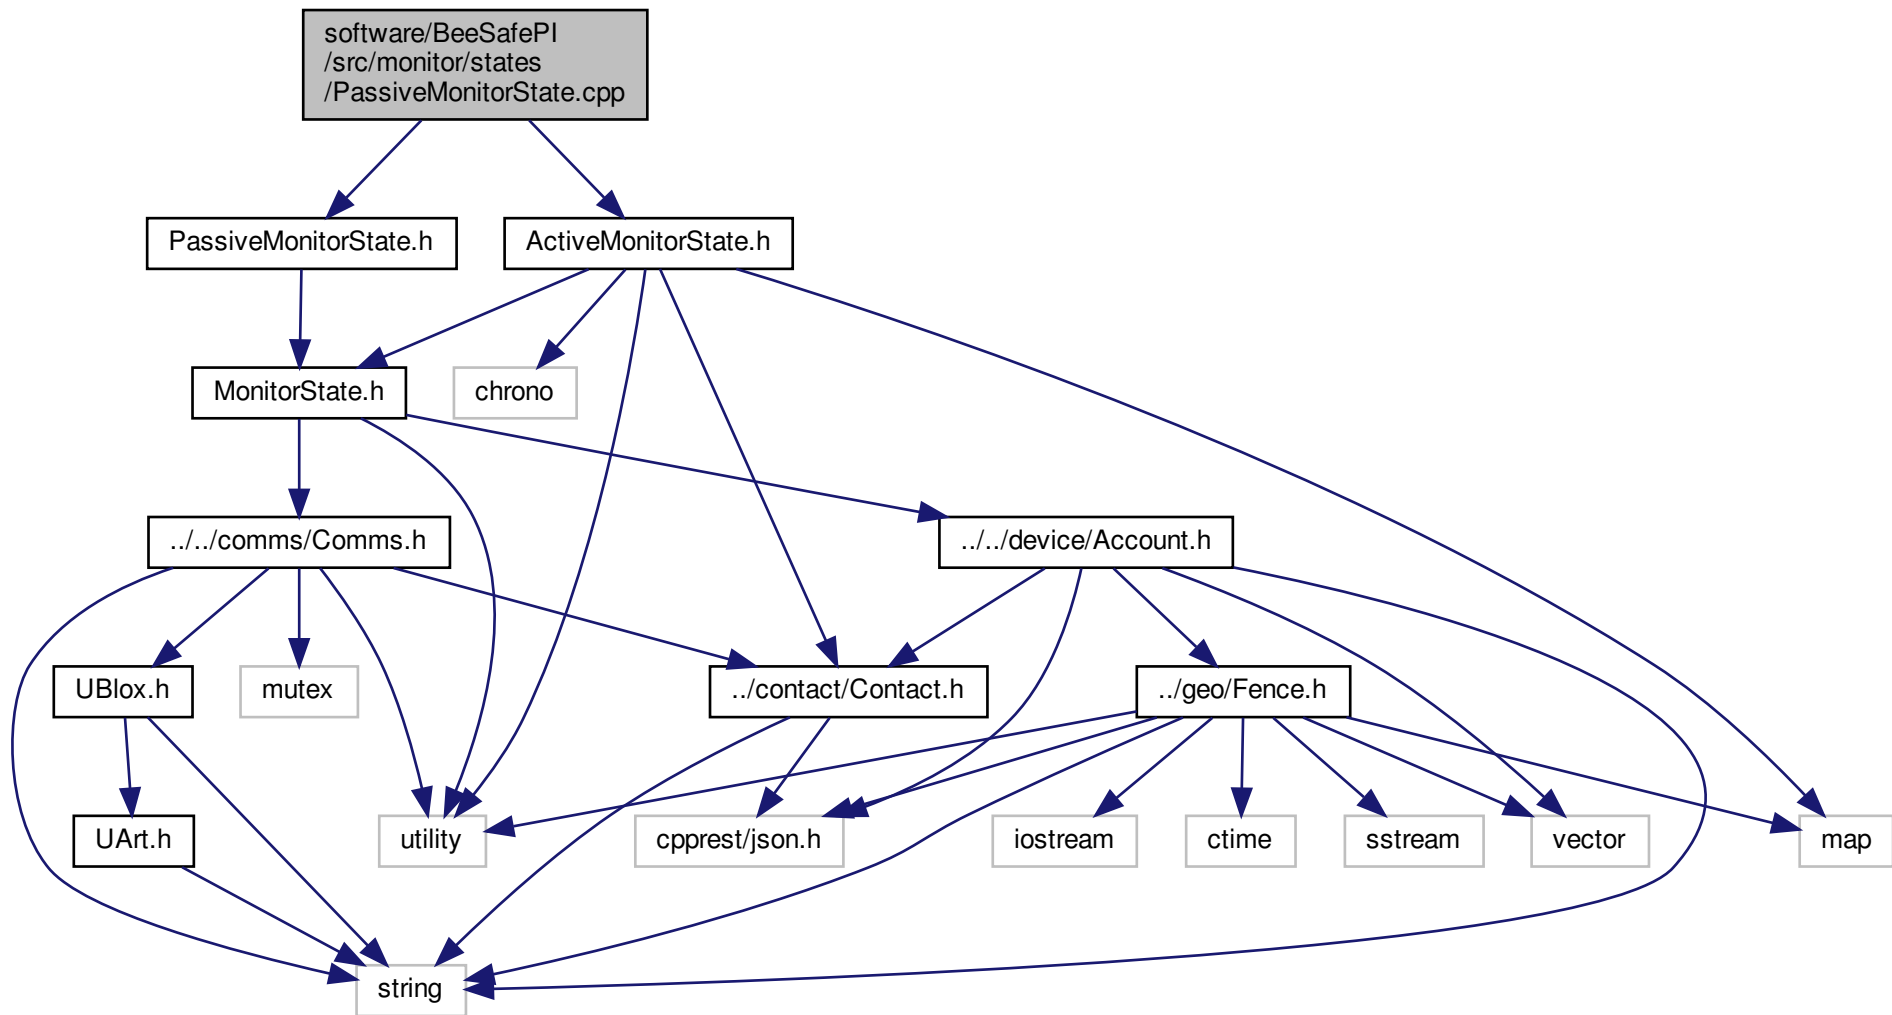 software/BeeSafePI
/src/monitor/states
/PassiveMonitorState.cpp
PassiveMonitorState.h
ActiveMonitorState.h
MonitorState.h
chrono
../../comms/Comms.h
../../device/Account.h
UBlox.h
mutex
../contact/Contact.h
../geo/Fence.h
UArt.h
utility
cpprest/json.h
iostream
ctime
sstream
vector
map
string